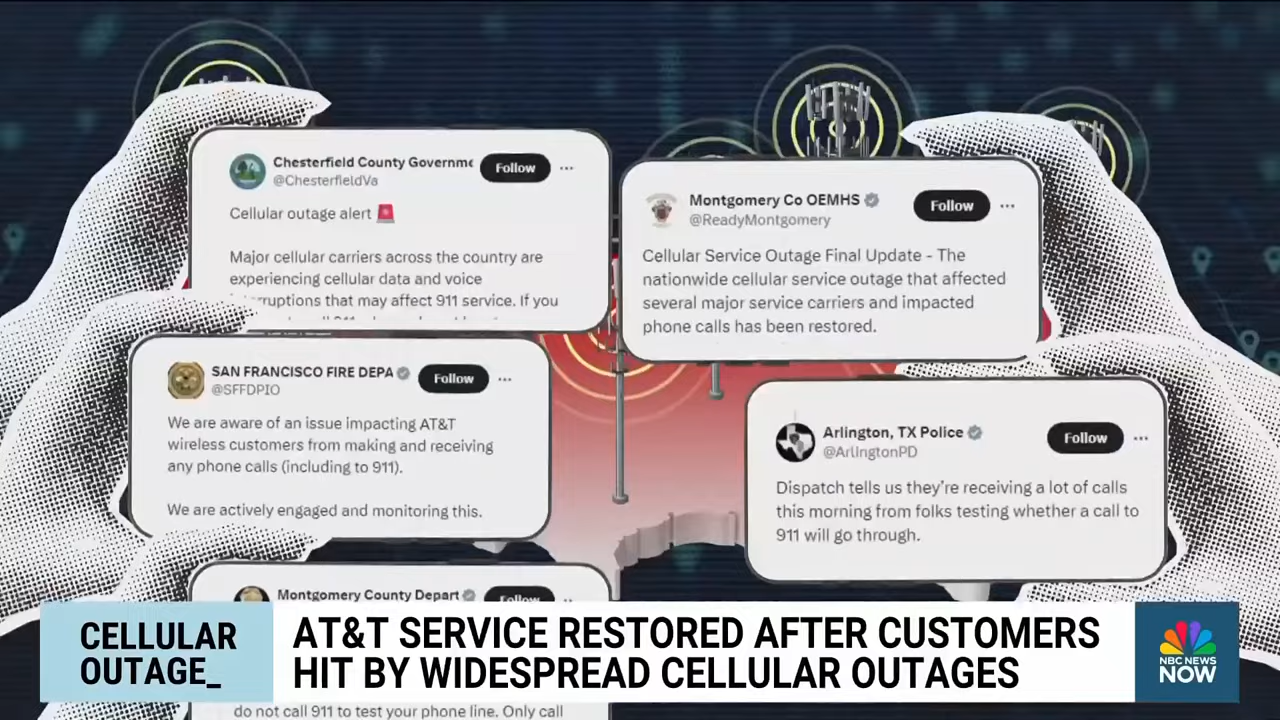 Chesterfield County Governme
Follow
@ChesterfieldVa
Cellular outage alert 🚨
Major cellular carriers across the country are
experiencing cellular data and voice
interruptions that may affect 911 service. If you
Montgomery Co OEMHS
Follow
@ReadyMontgomery
Cellular Service Outage Final Update - The
nationwide cellular service outage that affected
several major service carriers and impacted
phone calls has been restored.
SAN FRANCISCO FIRE DEPA
Follow
@SFFDPIO
We are aware of an issue impacting AT&T
wireless customers from making and receiving
any phone calls (including to 911).
We are actively engaged and monitoring this.
Arlington, TX Police
Follow
@ArlingtonPD
Dispatch tells us they're receiving a lot of calls
this morning from folks testing whether a call to
911 will go through.
Montgomery County Depart
Follow
do not call 911 to test your phone line. Only call
CELLULAR
OUTAGE_
AT&T SERVICE RESTORED AFTER CUSTOMERS
HIT BY WIDESPREAD CELLULAR OUTAGES
NBC NEWS
NOW